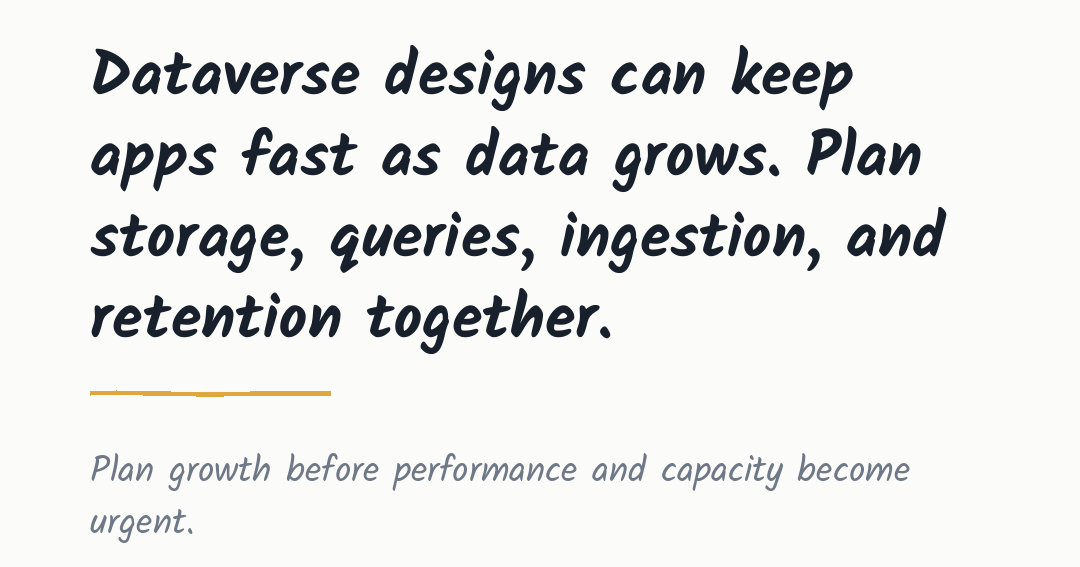 Dataverse designs can keep
apps fast as data grows. Plan
storage, queries, ingestion, and
retention together.
Plan growth before performance and capacity become
urgent.